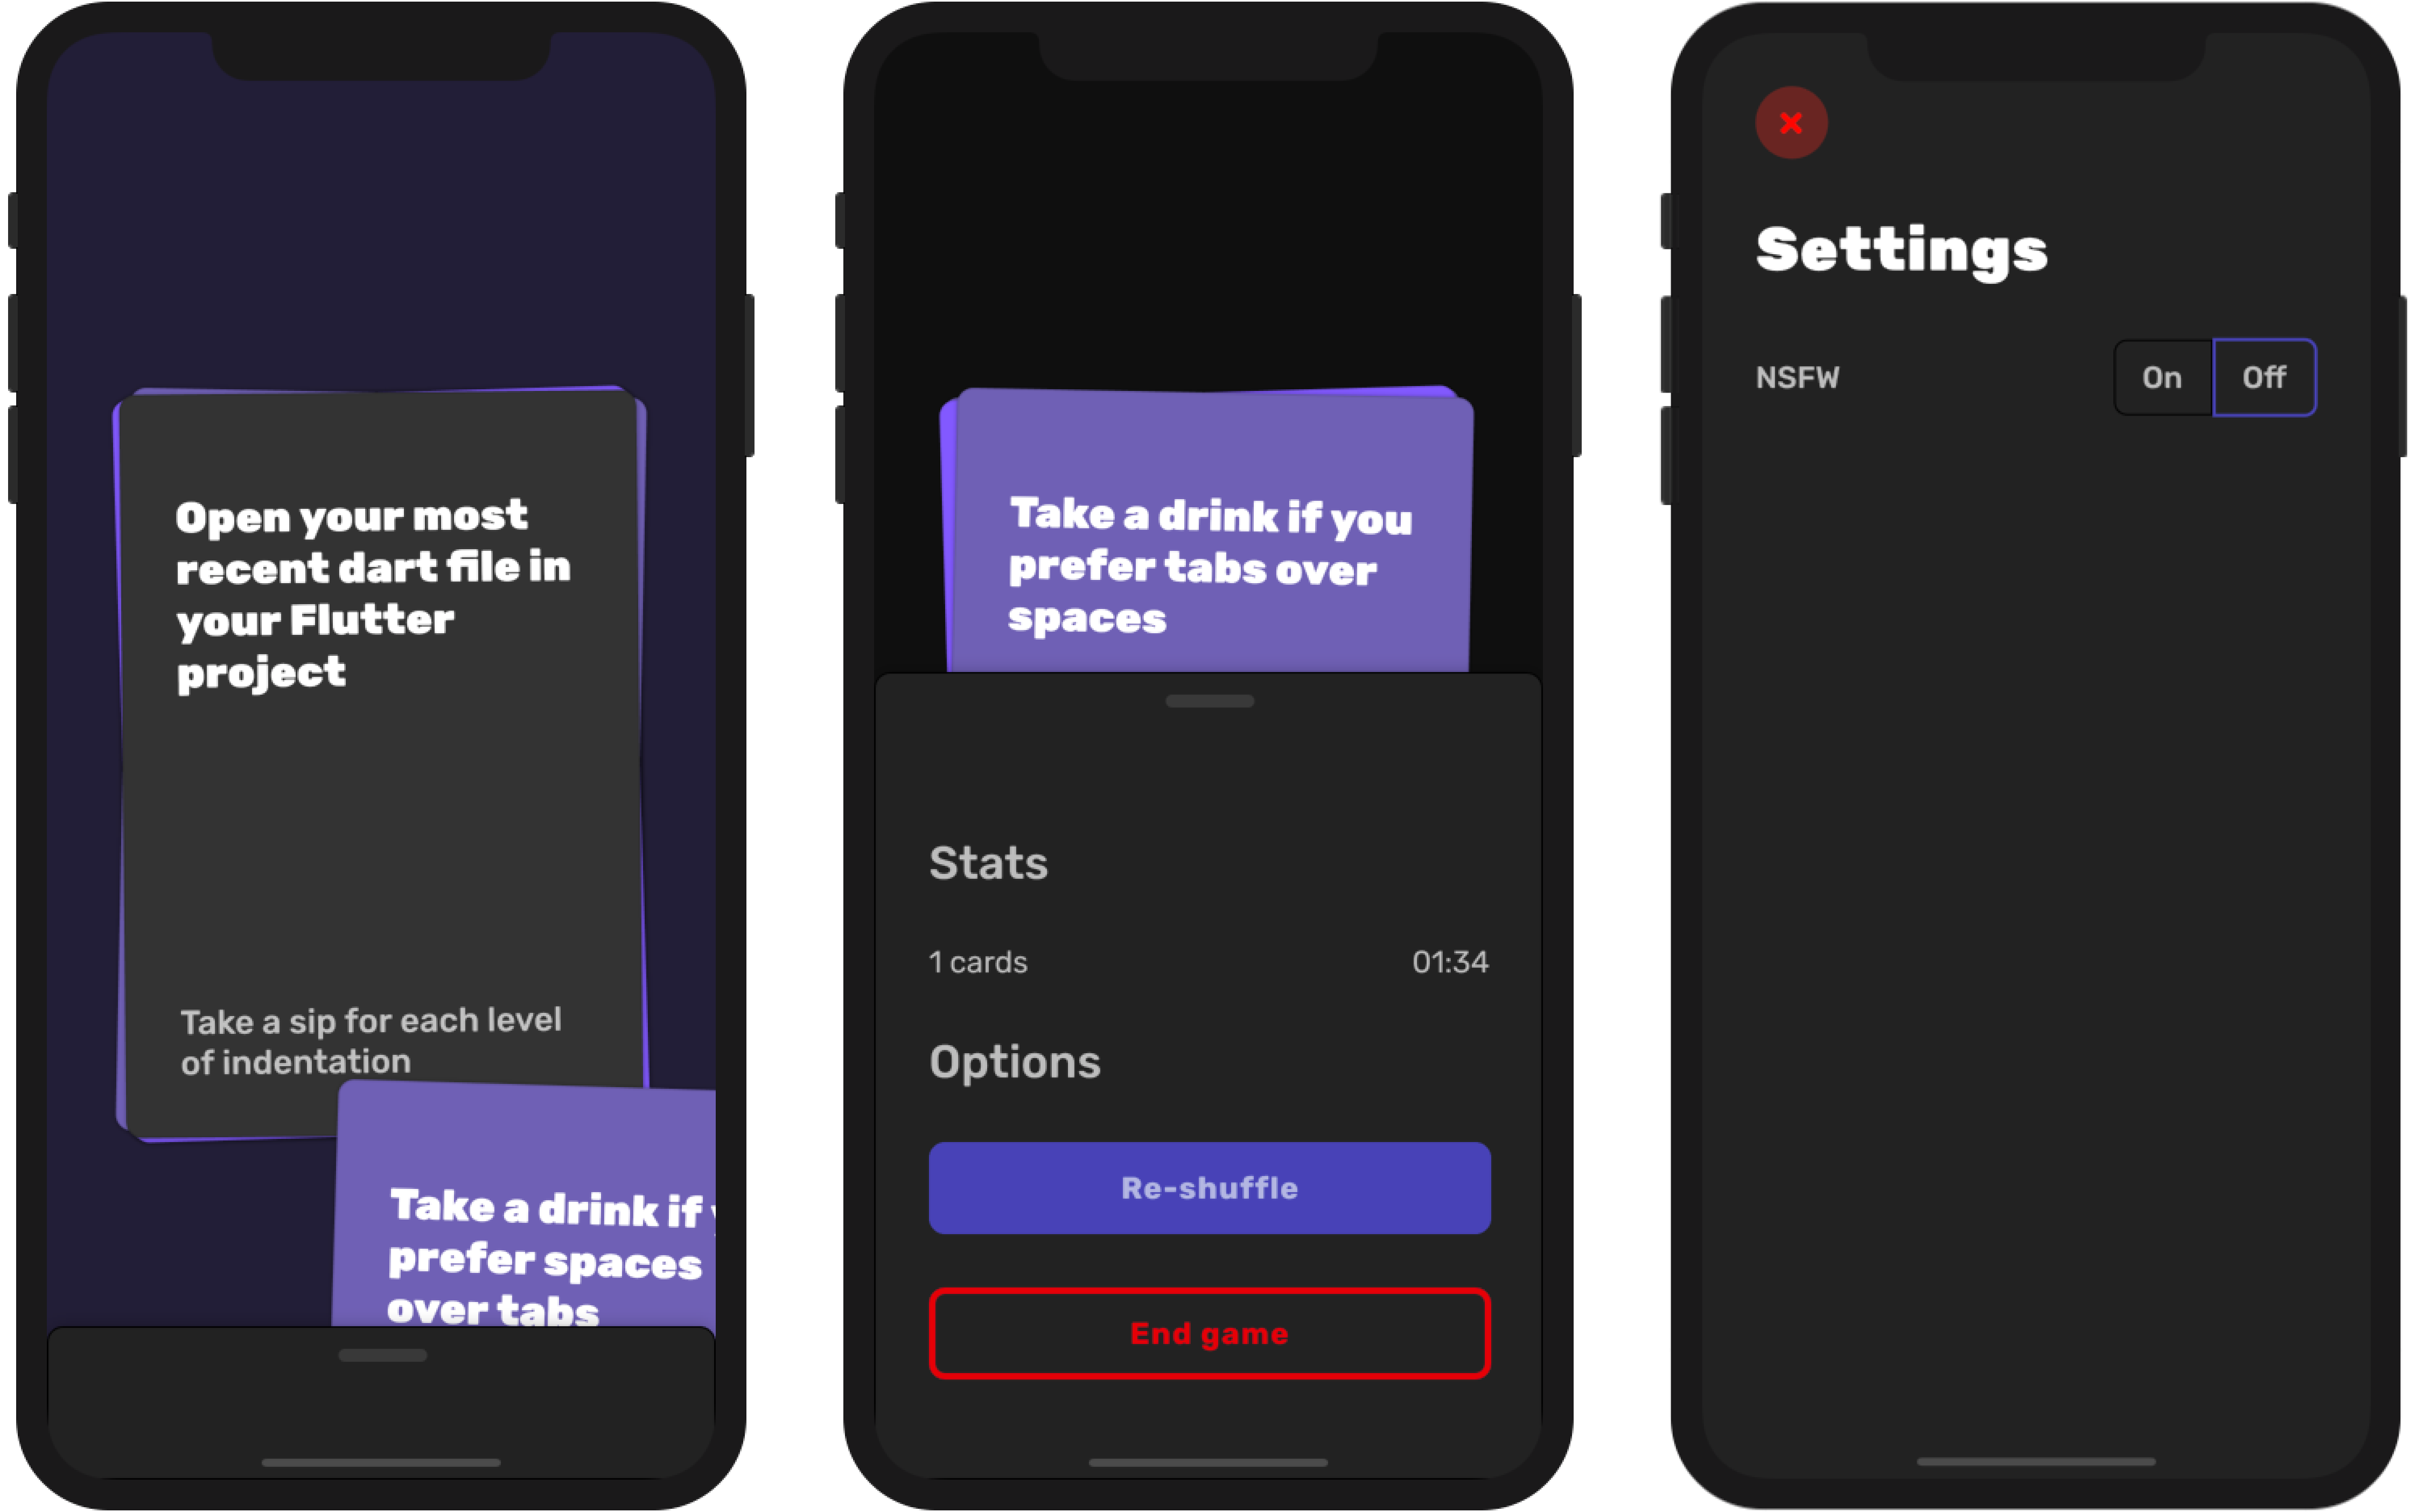 Open your most
recent dart file in
your Flutter
project
Take a sip for each level
of indentation
Take a drink if
prefer spaces
over tabs
Take a drink if you
prefer tabs over
spaces
Stats
1 cards 01:34
Options
Re-shuffle
End game
Settings
NSFW On Off